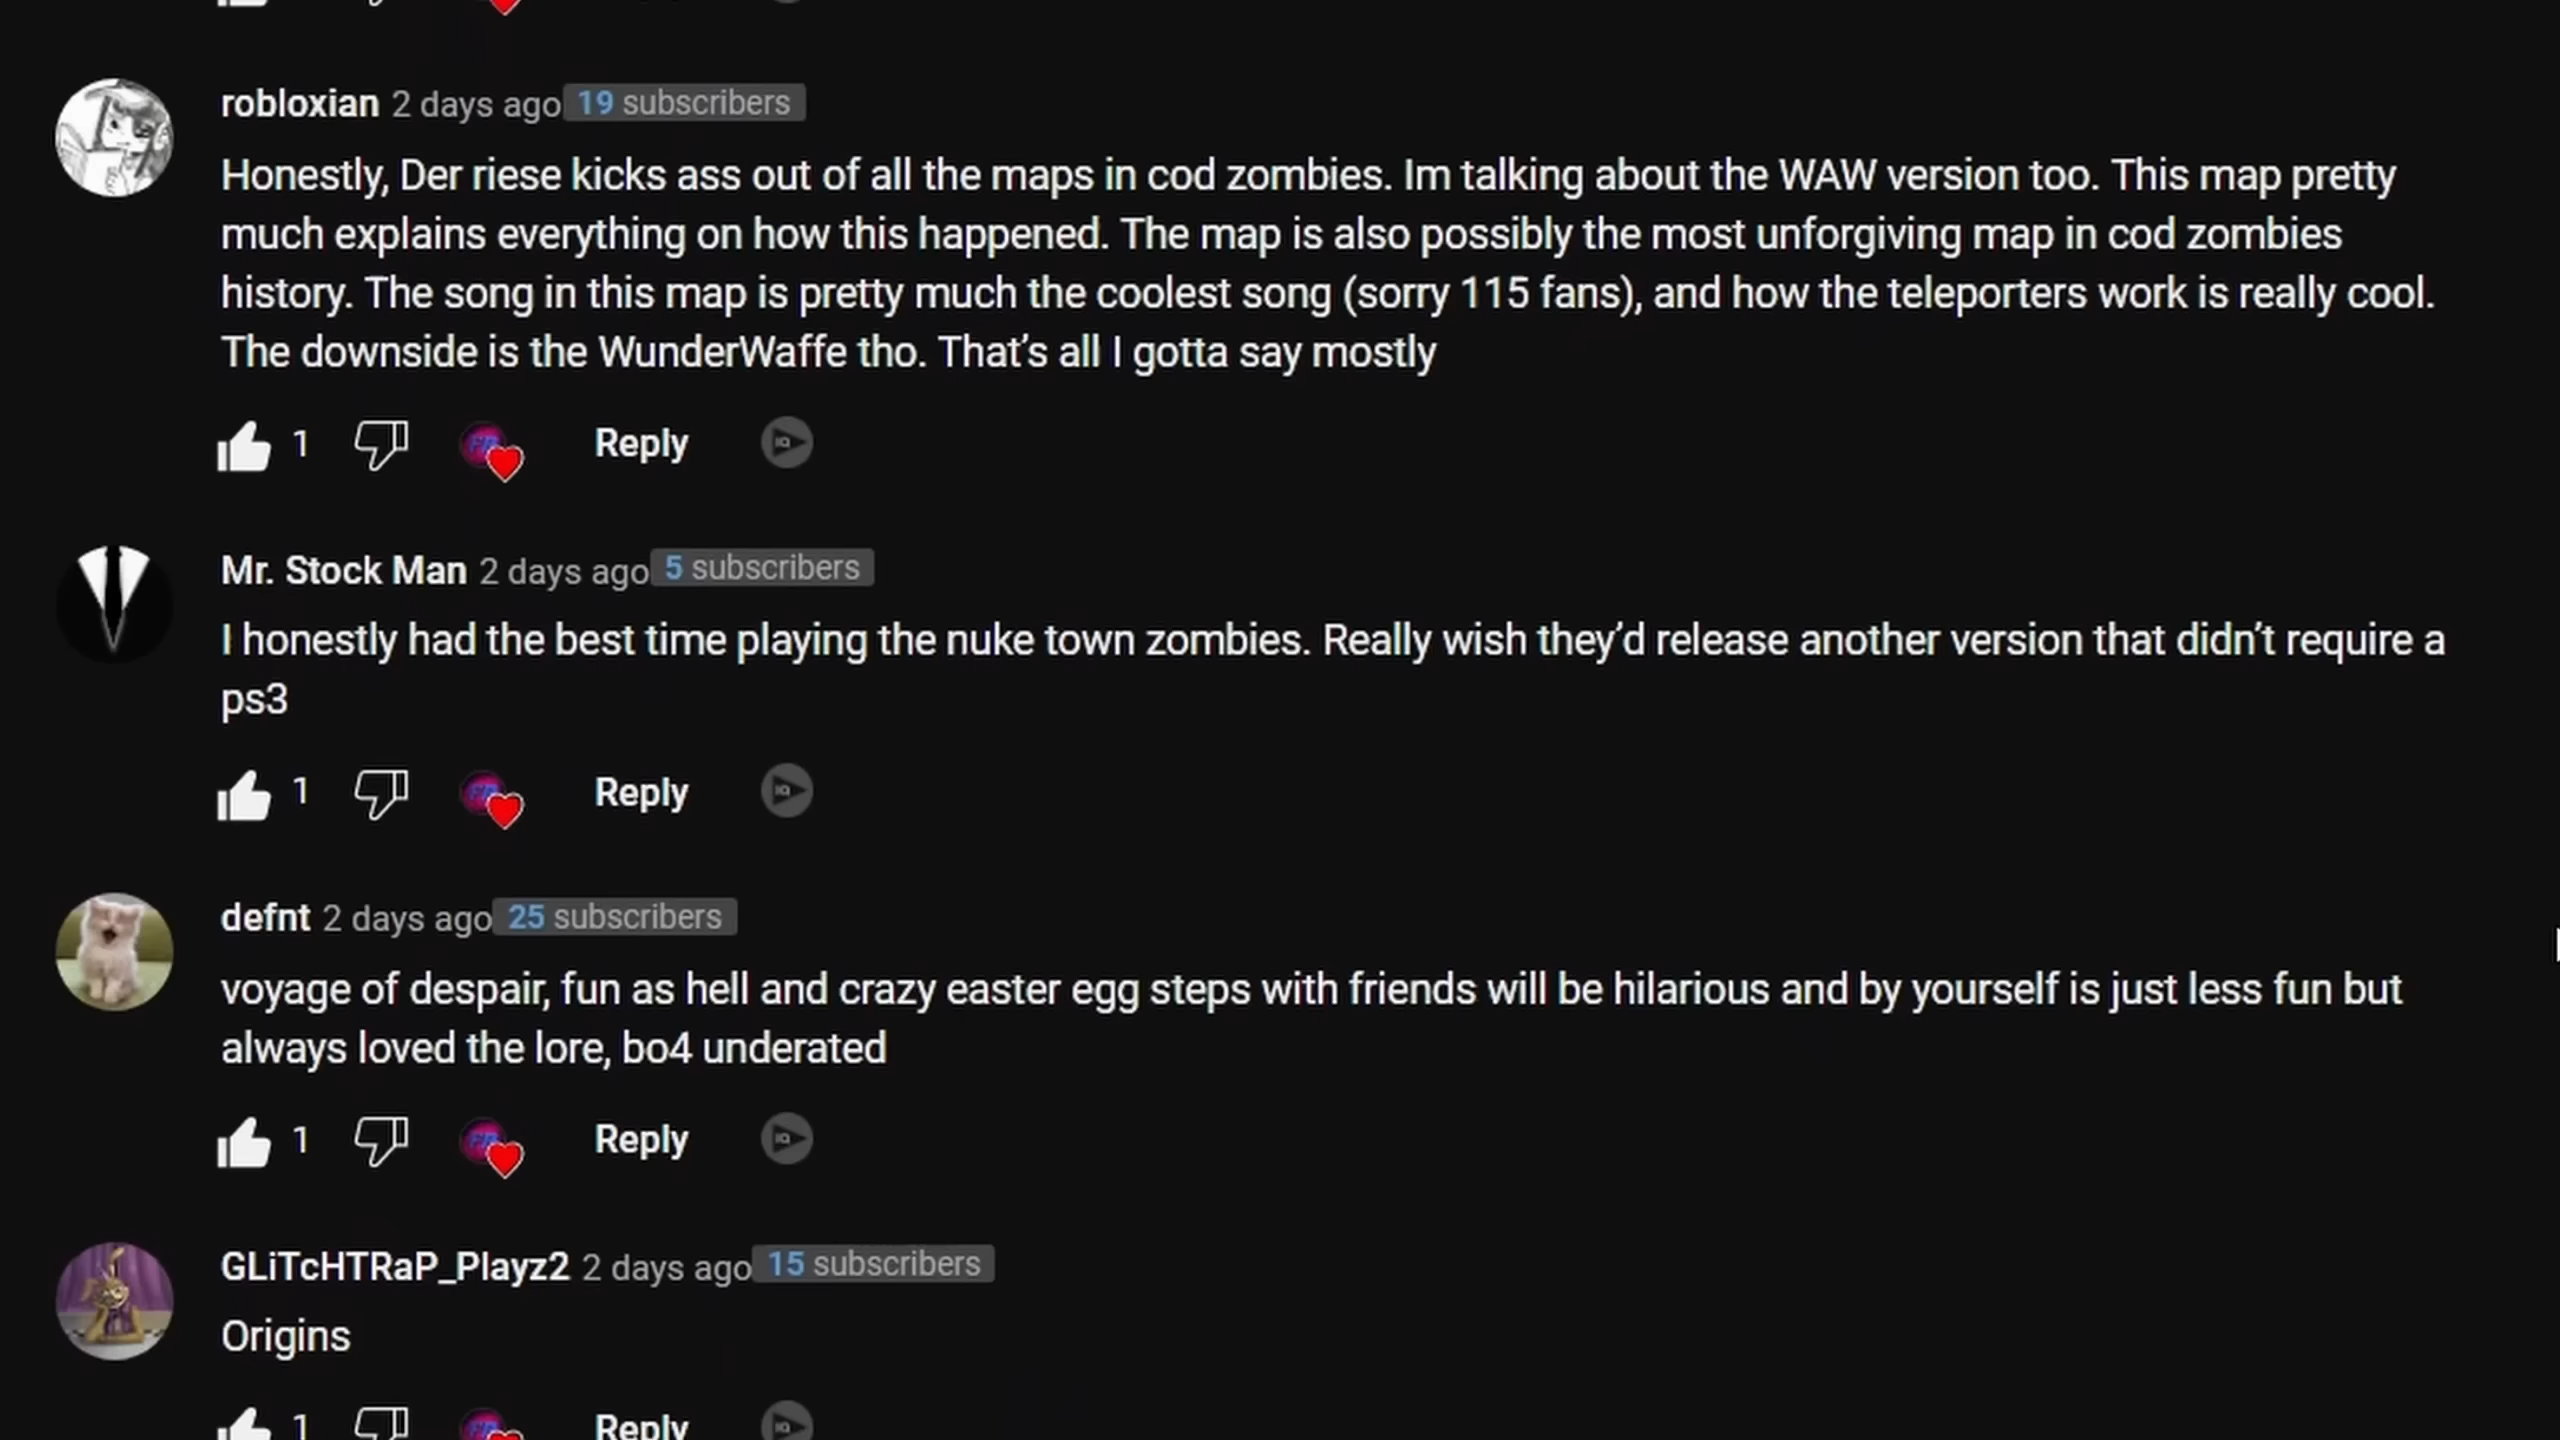 robloxian 2 days ago 19 subscribers
Honestly, Der riese kicks ass out of all the maps in cod zombies. Im talking about the WAW version too. This map pretty
much explains everything on how this happened. The map is also possibly the most unforgiving map in cod zombies
history. The song in this map is pretty much the coolest song (sorry 115 fans), and how the teleporters work is really cool.
The downside is the WunderWaffe tho. That’s all I gotta say mostly
1 Reply
Mr. Stock Man 2 days ago 5 subscribers
I honestly had the best time playing the nuke town zombies. Really wish they’d release another version that didn’t require a
ps3
1 Reply
defnt 2 days ago 25 subscribers
voyage of despair, fun as hell and crazy easter egg steps with friends will be hilarious and by yourself is just less fun but
always loved the lore, bo4 underated
1 Reply
GLiTcHTRaP_Playz2 2 days ago 15 subscribers
Origins
1 Reply